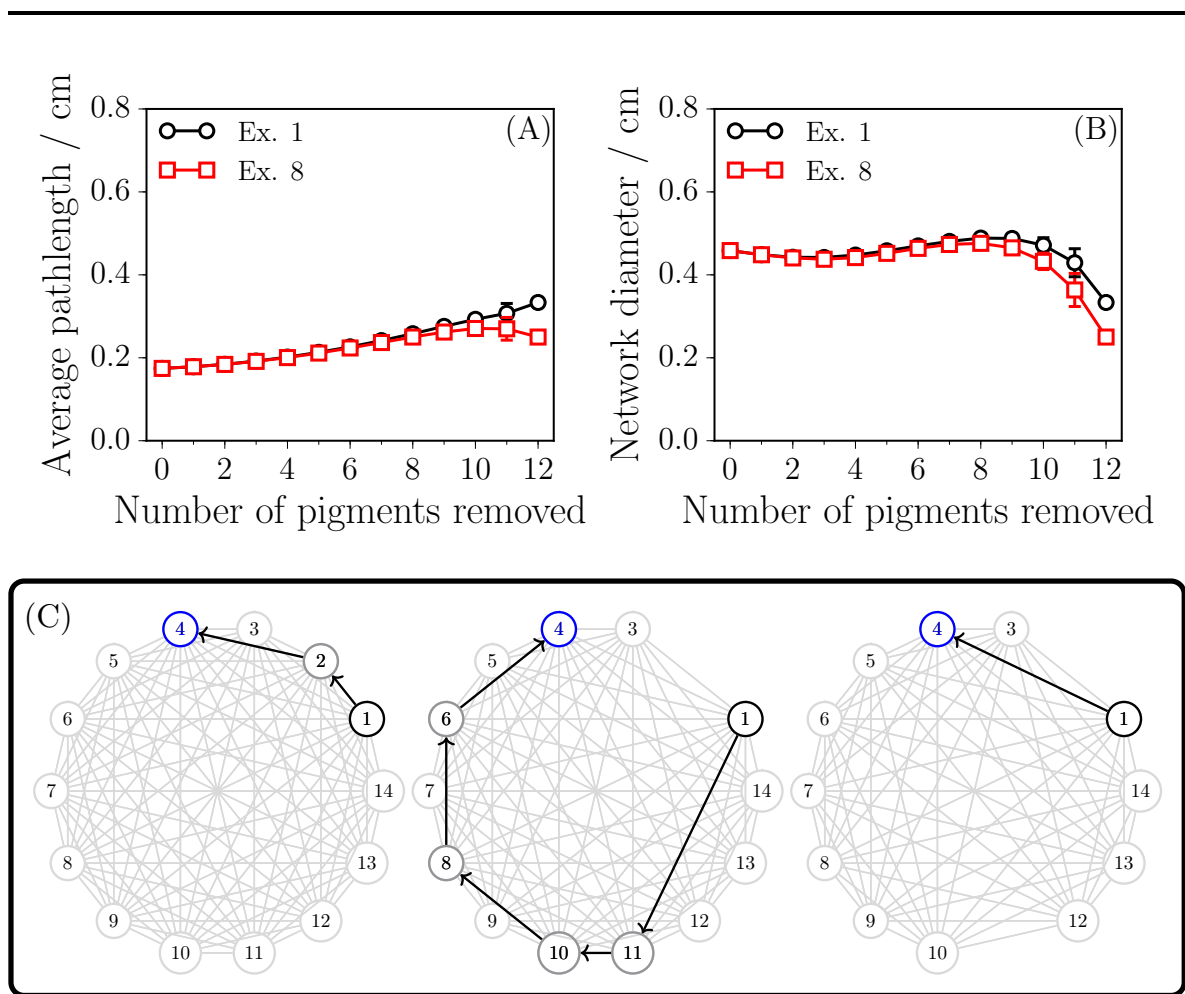 Average pathlength / cm
0.8
0.6
0.4
0.2
0.0
0 2 4 6 8 10 12
Number of pigments removed
Ex. 1
Ex. 8
(A)
Network diameter / cm
0.8
0.6
0.4
0.2
0.0
0 2 4 6 8 10 12
Number of pigments removed
Ex. 1
Ex. 8
(B)
(C)
4 3
5 2
6 1
7 14
8 13
9 12
10 11
4 3
5
6 1
7 14
8 13
9 12
10 11
4 3
5
6 1
7 14
8 13
9 12
10